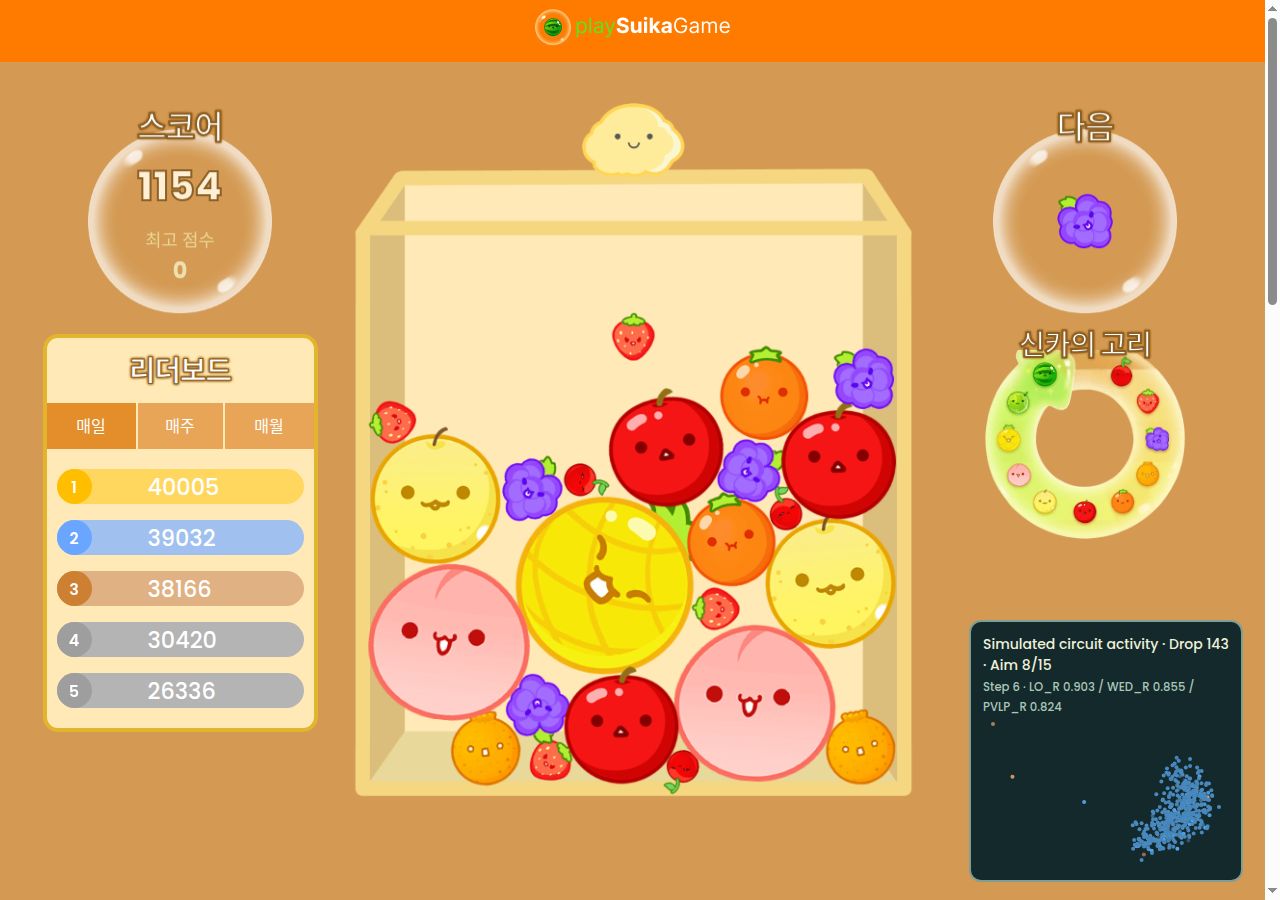 playSuikaGame
스코어
1154
최고 점수
0
다음
신카의 고리
리더보드
매일 매주 매월
1 40005
2 39032
3 38166
4 30420
5 26336
Simulated circuit activity · Drop 143
· Aim 8/15
Step 6 · LO_R 0.903 / WED_R 0.855 /
PVLP_R 0.824